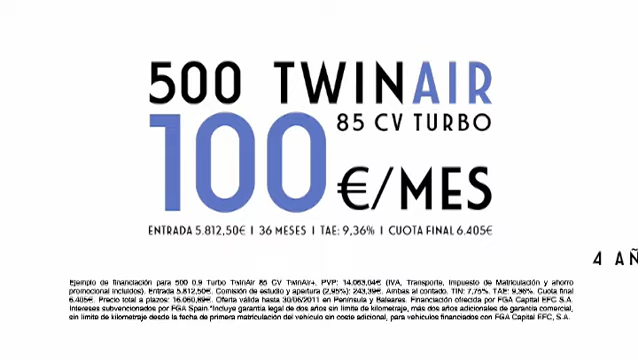 500 TWINAIR
100 85 CV TURBO
€/MES
ENTRADA 5.812,50€ I 36 MESES I TAE: 9,36% I CUOTA FINAL 6.405€
4 AÑ
Ejemplo de financiación para 500 0.9 Turbo TwinAir 85 CV TwinAir+. PVP: 14.063,04€ (IVA, Transporte, Impuesto de Matriculación y ahorro
promocional incluidos). Entrada 5.812,50€. Comisión de estudio y apertura (2,95%): 243,39€. Ambas al contado. TIN: 7,75%. TAE: 9,36%. Cuota final
6.405€. Precio total a plazos: 16.060,89€. Oferta válida hasta 30/06/2011 en Península y Baleares. Financiación ofrecida por FGA Capital EFC S.A.
Intereses subvencionados por FGA Spain.*Incluye garantía legal de dos años sin límite de kilometraje, más dos años adicionales de garantía comercial,
sin límite de kilometraje desde la fecha de primera matriculación del vehículo sin coste adicional, para vehículos financiados con FGA Capital EFC, S.A.